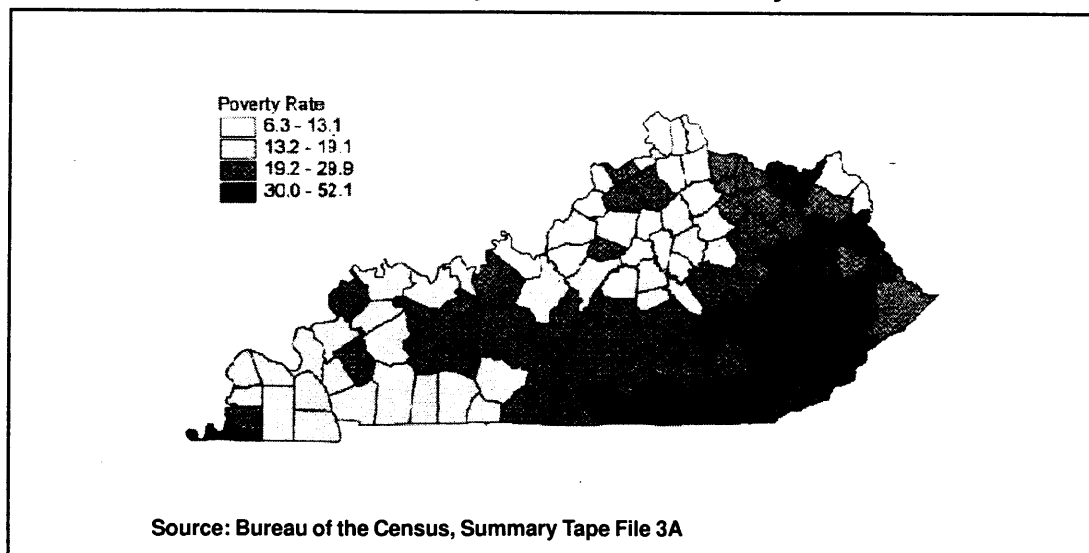 Poverty Rate
6.3 - 13.1
13.2 - 19.1
19.2 - 29.9
30.0 - 52.1
Source: Bureau of the Census, Summary Tape File 3A